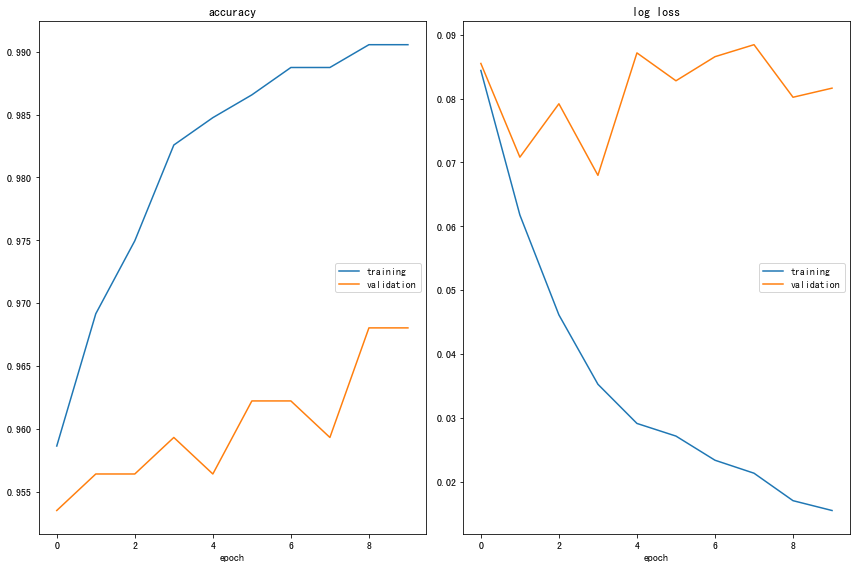 accuracy
0.990
0.985
0.980
0.975
0.970
0.965
0.960
0.955
training
validation
0 2 4 6 8
epoch
log loss
0.09
0.08
0.07
0.06
0.05
0.04
0.03
0.02
training
validation
0 2 4 6 8
epoch